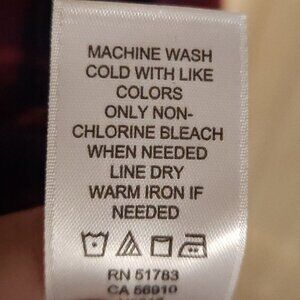 MACHINE WASH
COLD WITH LIKE
COLORS
ONLY NON-
CHLORINE BLEACH
WHEN NEEDED
LINE DRY
WARM IRON IF
NEEDED
RN 51783
CA 56910